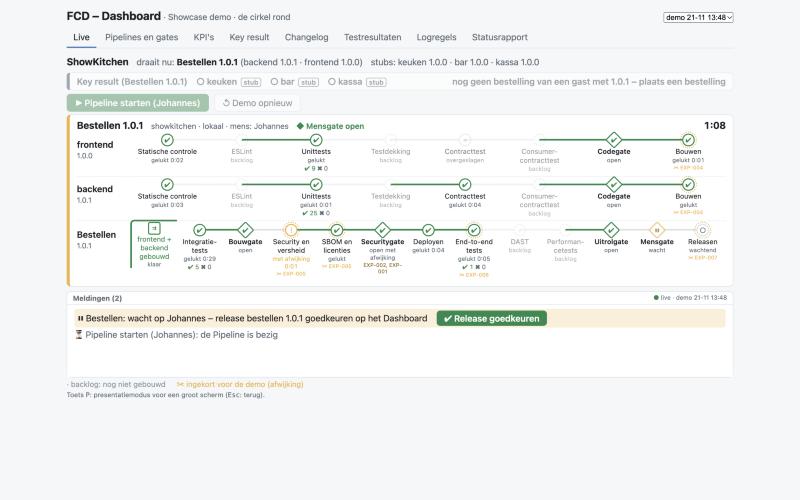 FCD – Dashboard · Showcase demo · de cirkel rond
demo 21-11 13:48
Live Pipelines en gates KPI's Key result Changelog Testresultaten Logregels Statusrapport
ShowKitchen draait nu: Bestellen 1.0.1 (backend 1.0.1 · frontend 1.0.0) stubs: keuken 1.0.0 · bar 1.0.0 · kassa 1.0.0
Key result (Bestellen 1.0.1) keuken stub bar stub kassa stub nog geen bestelling van een gast met 1.0.1 – plaats een bestelling
▶ Pipeline starten (Johannes) ↺ Demo opnieuw
Bestellen 1.0.1 showkitchen · lokaal · mens: Johannes ◆ Mensgate open 1:08
frontend
1.0.0
Statische controle
gelukt 0:02
ESLint
backlog
Unittests
gelukt
✔ 9 ✖ 0
Testdekking
backlog
Contracttest
overgeslagen
Consumer-
contracttest
backlog
Codegate
open
Bouwen
gelukt 0:01
✂ EXP-004
backend
1.0.1
Statische controle
gelukt 0:03
ESLint
backlog
Unittests
gelukt 0:01
✔ 25 ✖ 0
Testdekking
backlog
Contracttest
gelukt 0:04
Consumer-
contracttest
backlog
Codegate
open
Bouwen
gelukt
Bestellen
1.0.1
frontend +
backend
gebouwd
klaar
Integratie-
tests
gelukt 0:29
✔ 5 ✖ 0
Bouwgate
open
Security en
versheid
met afwijking
0:01
SBOM en
licenties
gelukt
Securitygate
open met
afwijking
EXP-002, EXP-
001
Deployen
gelukt 0:04
End-to-end
tests
gelukt 0:05
✔ 1 ✖ 0
DAST
backlog
Performan-
cetests
backlog
Uitrolgate
open
Mensgate
wacht
Releasen
wachtend
✂ EXP-007
Meldingen (2) live · demo 21-11 13:48
Bestellen: wacht op Johannes – release bestellen 1.0.1 goedkeuren op het Dashboard ✔ Release goedkeuren
⏳ Pipeline starten (Johannes): de Pipeline is bezig
· backlog: nog niet gebouwd ✂ ingekort voor de demo (afwijking)
Toets P: presentatiemodus voor een groot scherm (Esc: terug).